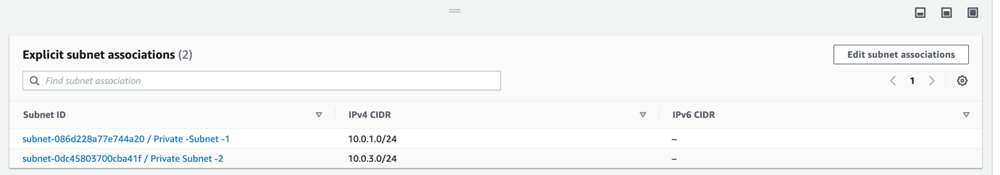 Explicit subnet associations (2)
Edit subnet associations
Find subnet association
1
Subnet ID IPv4 CIDR IPv6 CIDR
subnet-086d228a77e744a20 / Private -Subnet -1 10.0.1.0/24 –
subnet-0dc45803700cba41f / Private Subnet -2 10.0.3.0/24 –